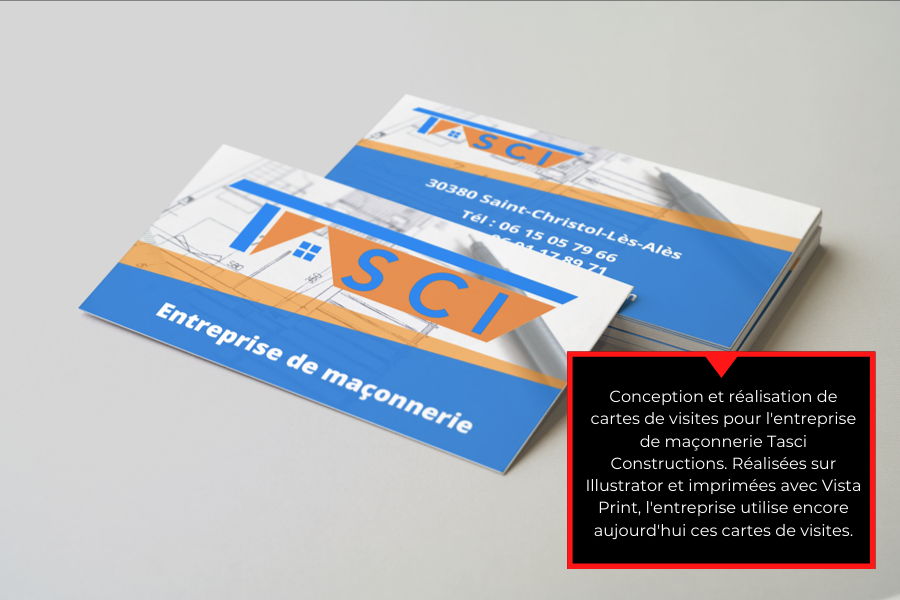 TASCI
30380 Saint-Christol-Lès-Alès
Tél : 06 15 05 79 66
17 89 71
TASCI
580
350
Entreprise de maçonnerie
Conception et réalisation de
cartes de visites pour l'entreprise
de maçonnerie Tasci
Constructions. Réalisées sur
Illustrator et imprimées avec Vista
Print, l'entreprise utilise encore
aujourd'hui ces cartes de visites.